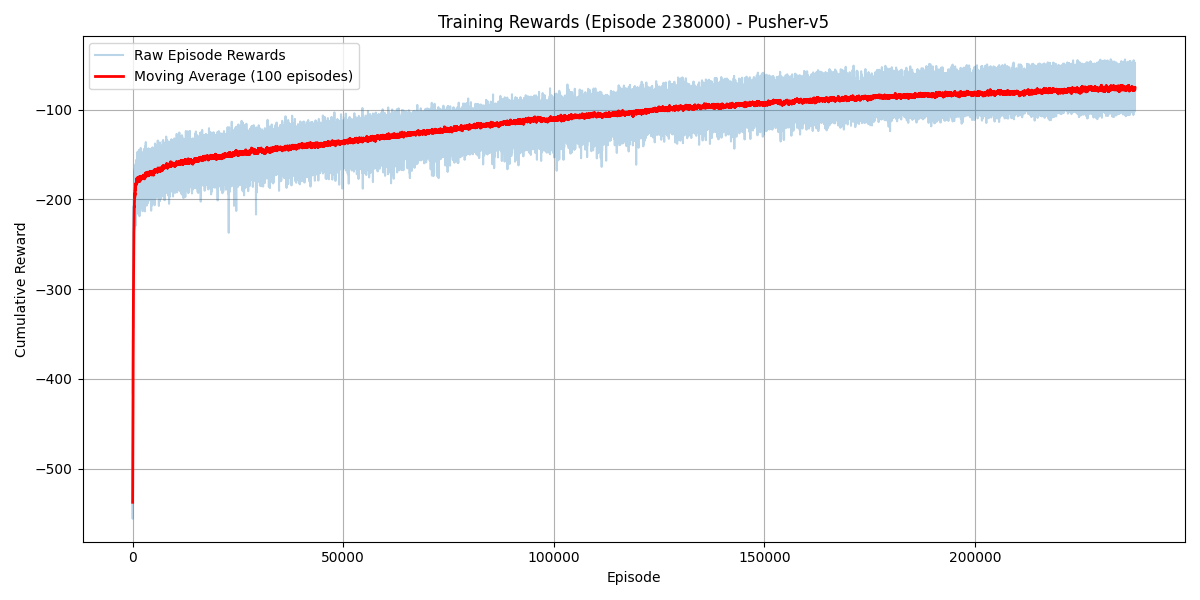 Training Rewards (Episode 238000) - Pusher-v5
Raw Episode Rewards
Moving Average (100 episodes)
Cumulative Reward
−100
−200
−300
−400
−500
0
50000
100000
150000
200000
Episode